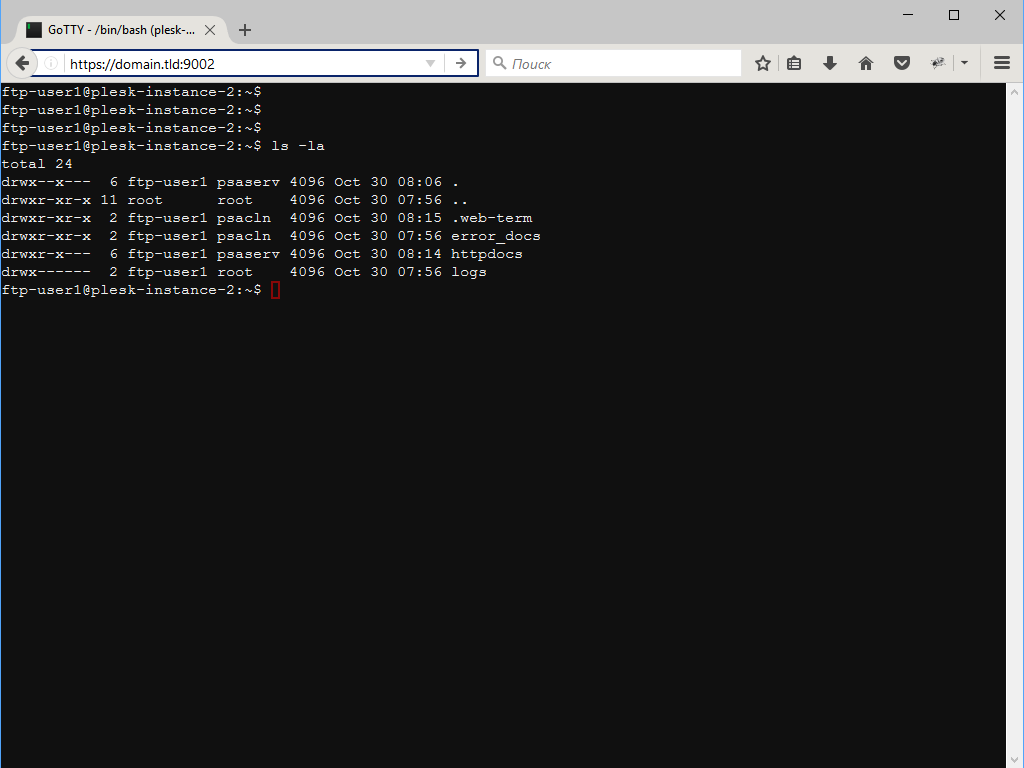 GoTTY - /bin/bash (plesk-...
https://domain.tld:9002
Поиск
ftp-user1@plesk-instance-2:~$
ftp-user1@plesk-instance-2:~$
ftp-user1@plesk-instance-2:~$
ftp-user1@plesk-instance-2:~$ ls -la
total 24
drwx--x---  6 ftp-user1 psaserv 4096 Oct 30 08:06 .
drwxr-xr-x 11 root      root    4096 Oct 30 07:56 ..
drwxr-xr-x  2 ftp-user1 psacln  4096 Oct 30 08:15 .web-term
drwxr-xr-x  2 ftp-user1 psacln  4096 Oct 30 07:56 error_docs
drwxr-x---  6 ftp-user1 psaserv 4096 Oct 30 08:14 httpdocs
drwx------  2 ftp-user1 root    4096 Oct 30 07:56 logs
ftp-user1@plesk-instance-2:~$